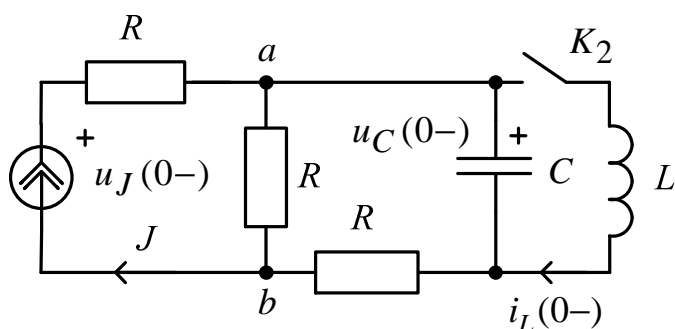 R
a
K2
+
uJ(0–)
uC(0–)
+
R
C
L
J
R
b
iL(0–)